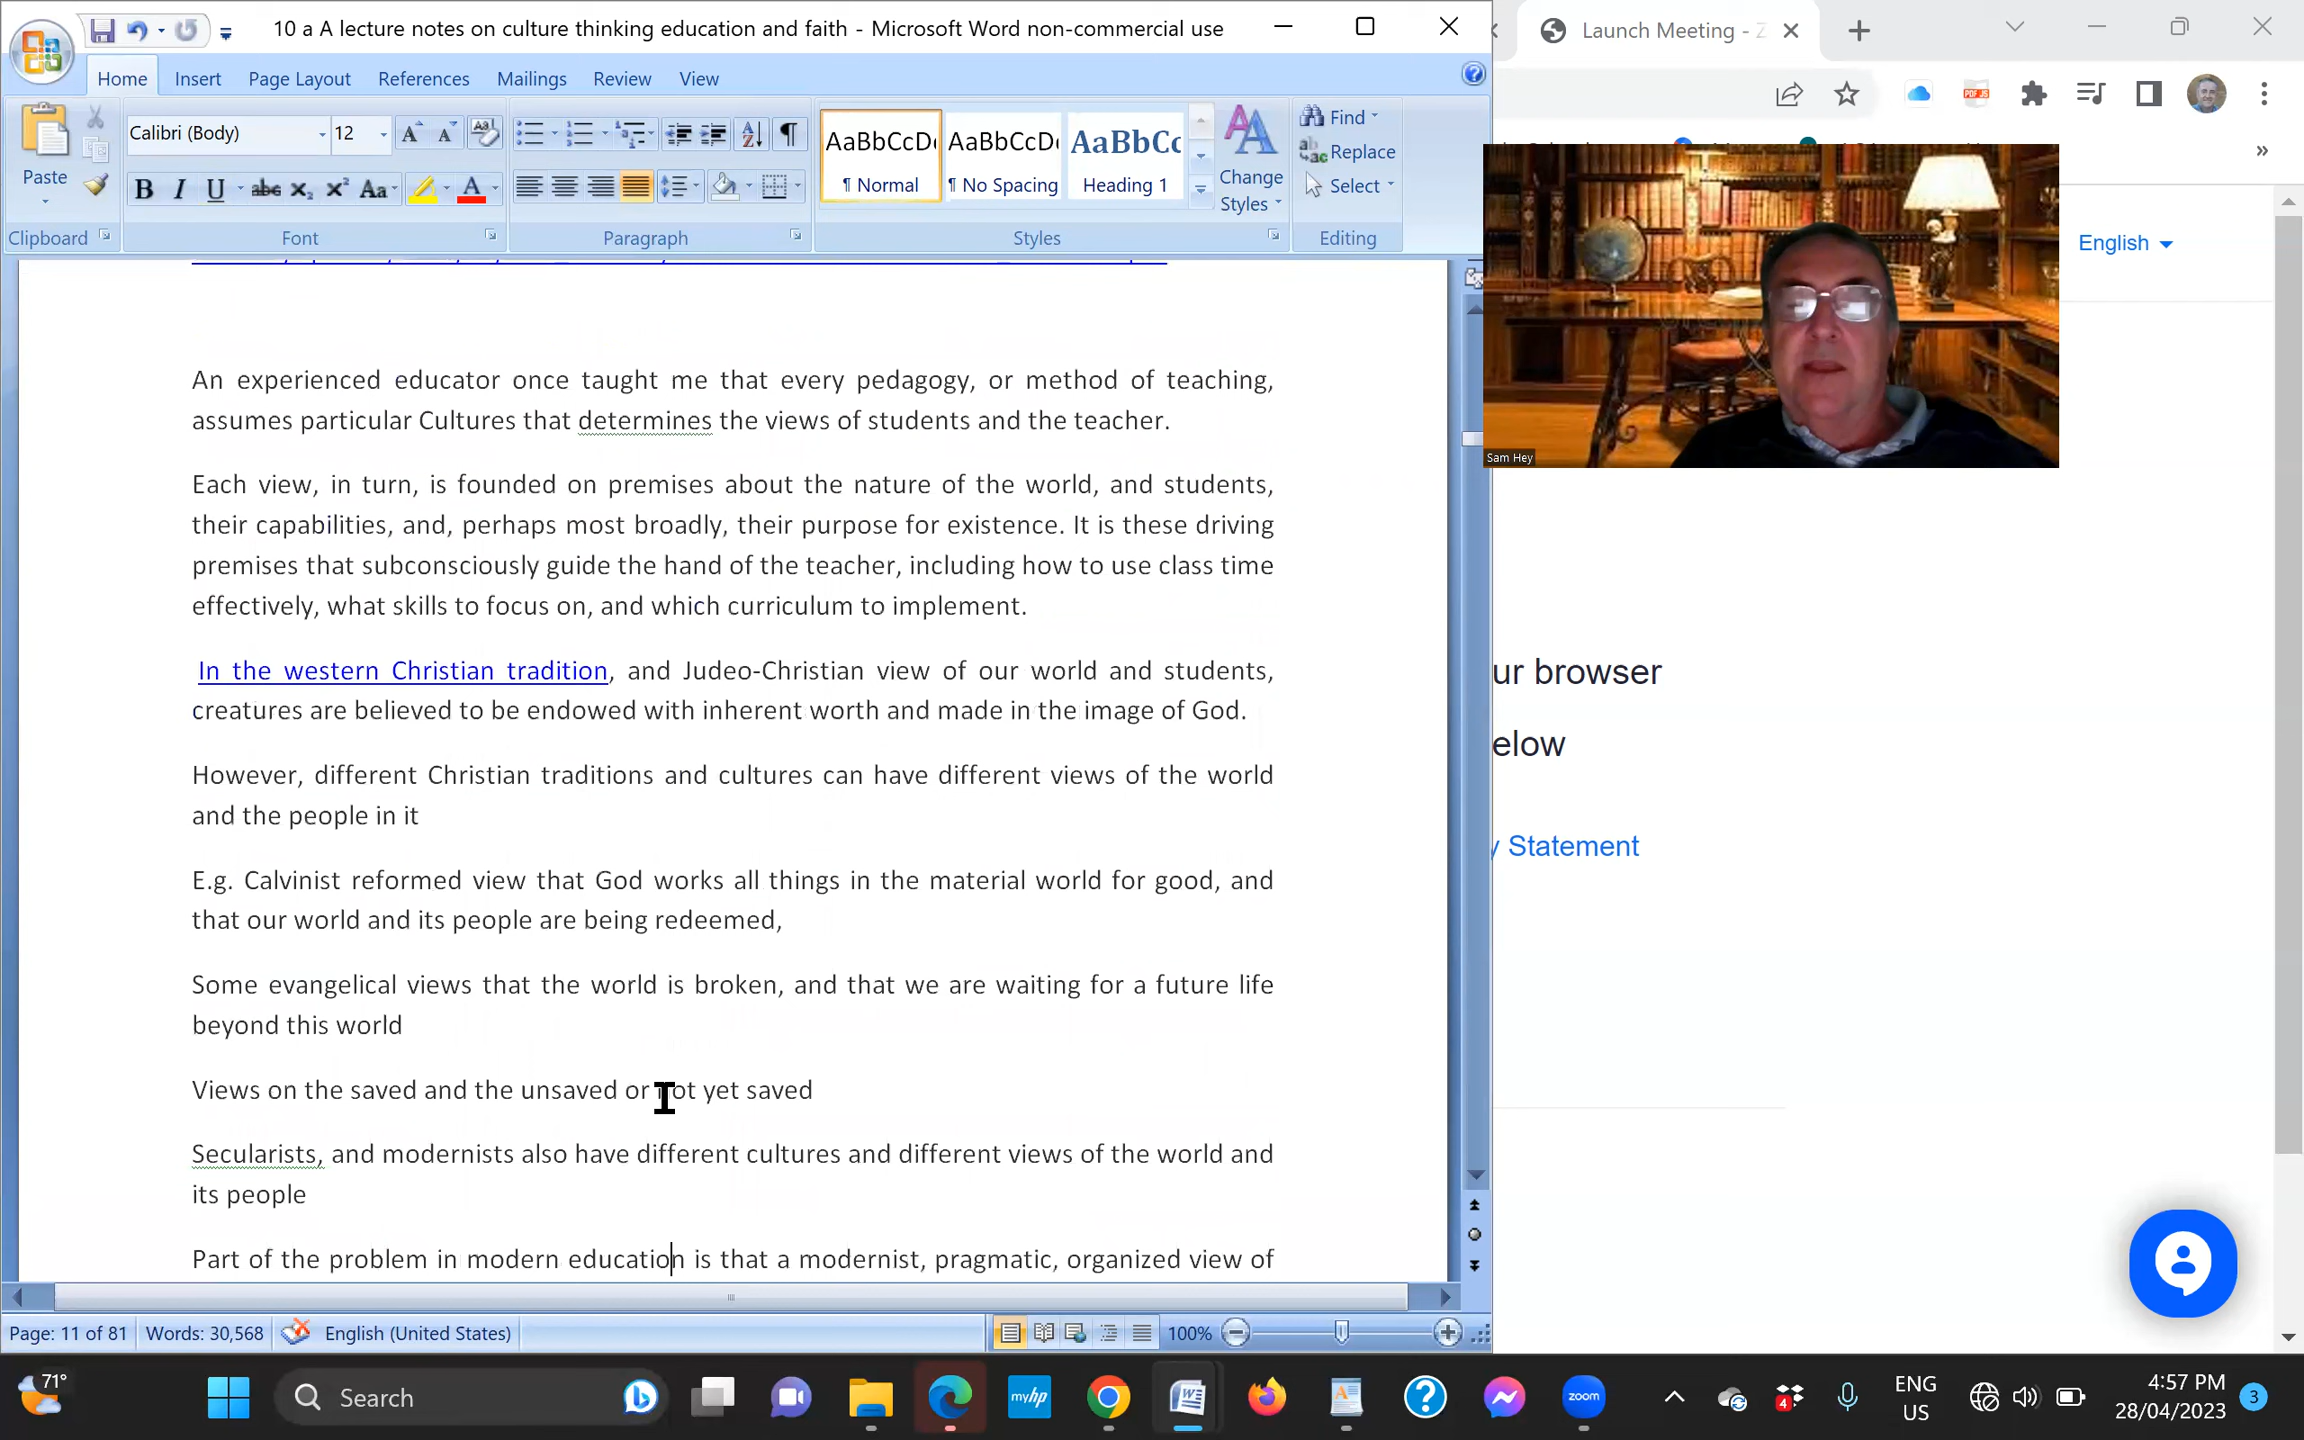 10 a A lecture notes on culture thinking education and faith - Microsoft Word non-commercial use
Launch Meeting - Z
Home Insert Page Layout References Mailings Review View
Paste
Calibri (Body) 12
B I U abc x₂ x² Aa A
AaBbCcDc AaBbCcDc AaBbCc
¶ Normal ¶ No Spacing Heading 1
Change
Styles
Find
Replace
Select
Clipboard Font Paragraph Styles Editing
PDF JS
English
Sam Hey
An experienced educator once taught me that every pedagogy, or method of teaching,
assumes particular Cultures that determines the views of students and the teacher.
Each view, in turn, is founded on premises about the nature of the world, and students,
their capabilities, and, perhaps most broadly, their purpose for existence. It is these driving
premises that subconsciously guide the hand of the teacher, including how to use class time
effectively, what skills to focus on, and which curriculum to implement.
In the western Christian tradition, and Judeo-Christian view of our world and students,
creatures are believed to be endowed with inherent worth and made in the image of God.
However, different Christian traditions and cultures can have different views of the world
and the people in it
E.g. Calvinist reformed view that God works all things in the material world for good, and
that our world and its people are being redeemed,
Some evangelical views that the world is broken, and that we are waiting for a future life
beyond this world
Views on the saved and the unsaved or not yet saved
Secularists, and modernists also have different cultures and different views of the world and
its people
Part of the problem in modern education is that a modernist, pragmatic, organized view of
ur browser
elow
y Statement
Page: 11 of 81 Words: 30,568 English (United States) 100%
71°
Search
myhp
zoom
4
ENG
US
4:57 PM
28/04/2023
3